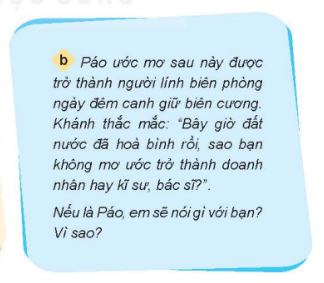 b Páo ước mơ sau này được
trở thành người lính biên phòng
ngày đêm canh giữ biên cương.
Khánh thắc mắc: “Bây giờ đất
nước đã hoà bình rồi, sao bạn
không mơ ước trở thành doanh
nhân hay kĩ sư, bác sĩ?”.
Nếu là Páo, em sẽ nói gì với bạn?
Vì sao?